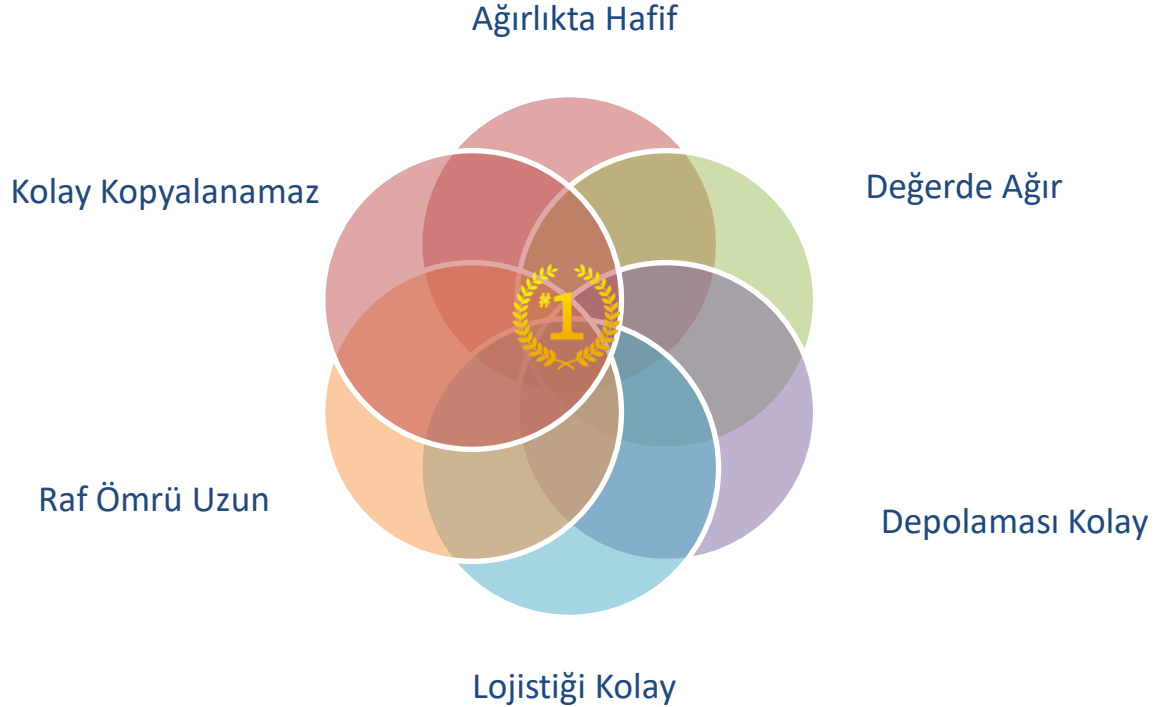 Ağırlıkta Hafif
Kolay Kopyalanamaz
Değerde Ağır
#1
Raf Ömrü Uzun
Depolaması Kolay
Lojistiği Kolay